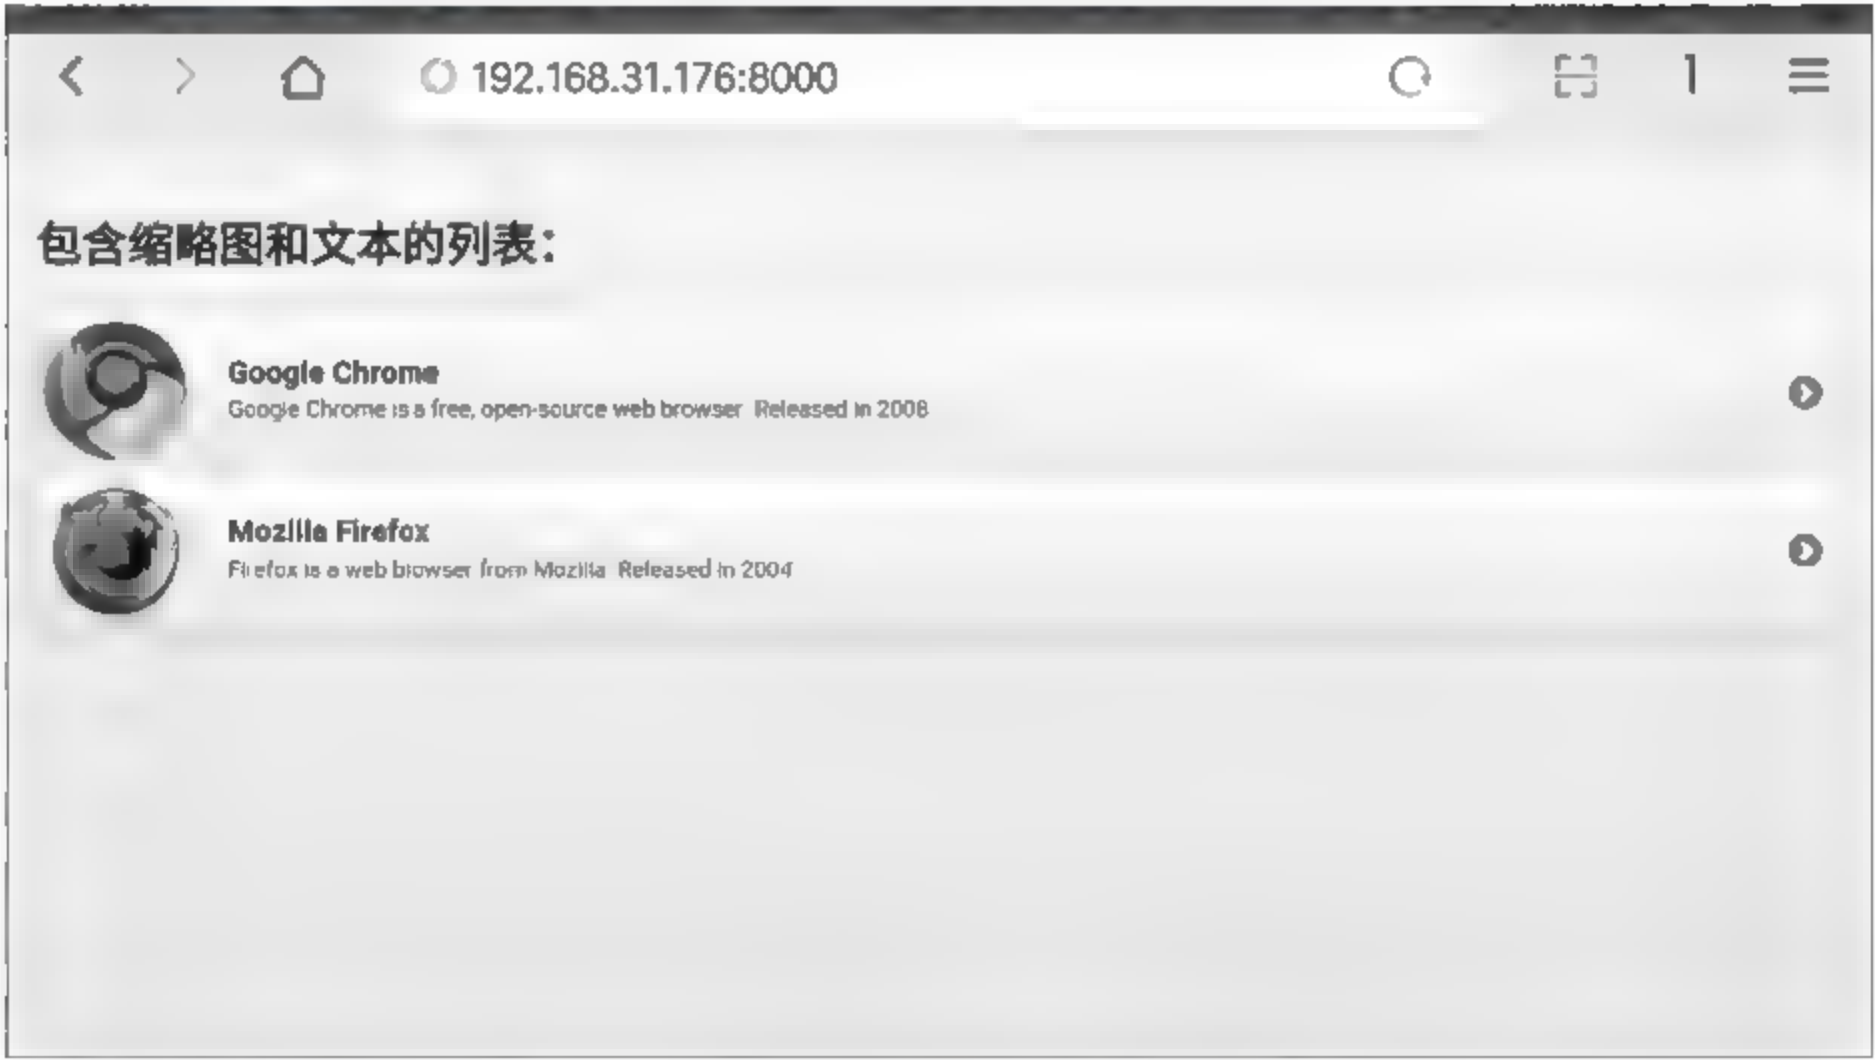 192.168.31.176:8000
1
包含缩略图和文本的列表：
Google Chrome
Google Chrome is a free, open-source web browser. Released in 2008
Mozilla Firefox
Firefox is a web browser from Mozilla. Released in 2004